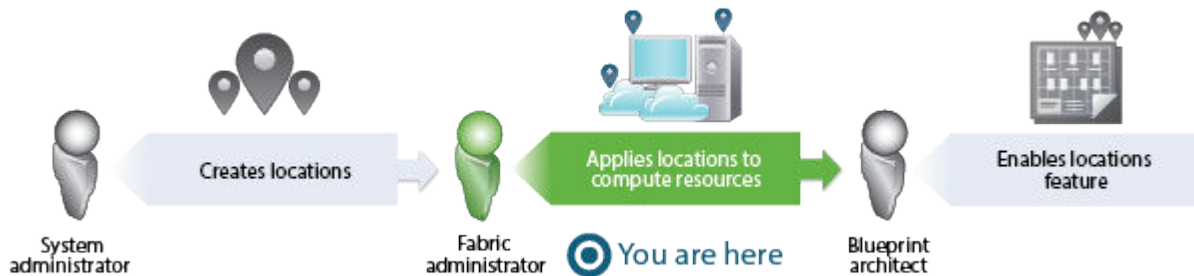 Creates locations
Applies locations to
compute resources
Enables locations
feature
System
administrator
Fabric
administrator
You are here
Blueprint
architect